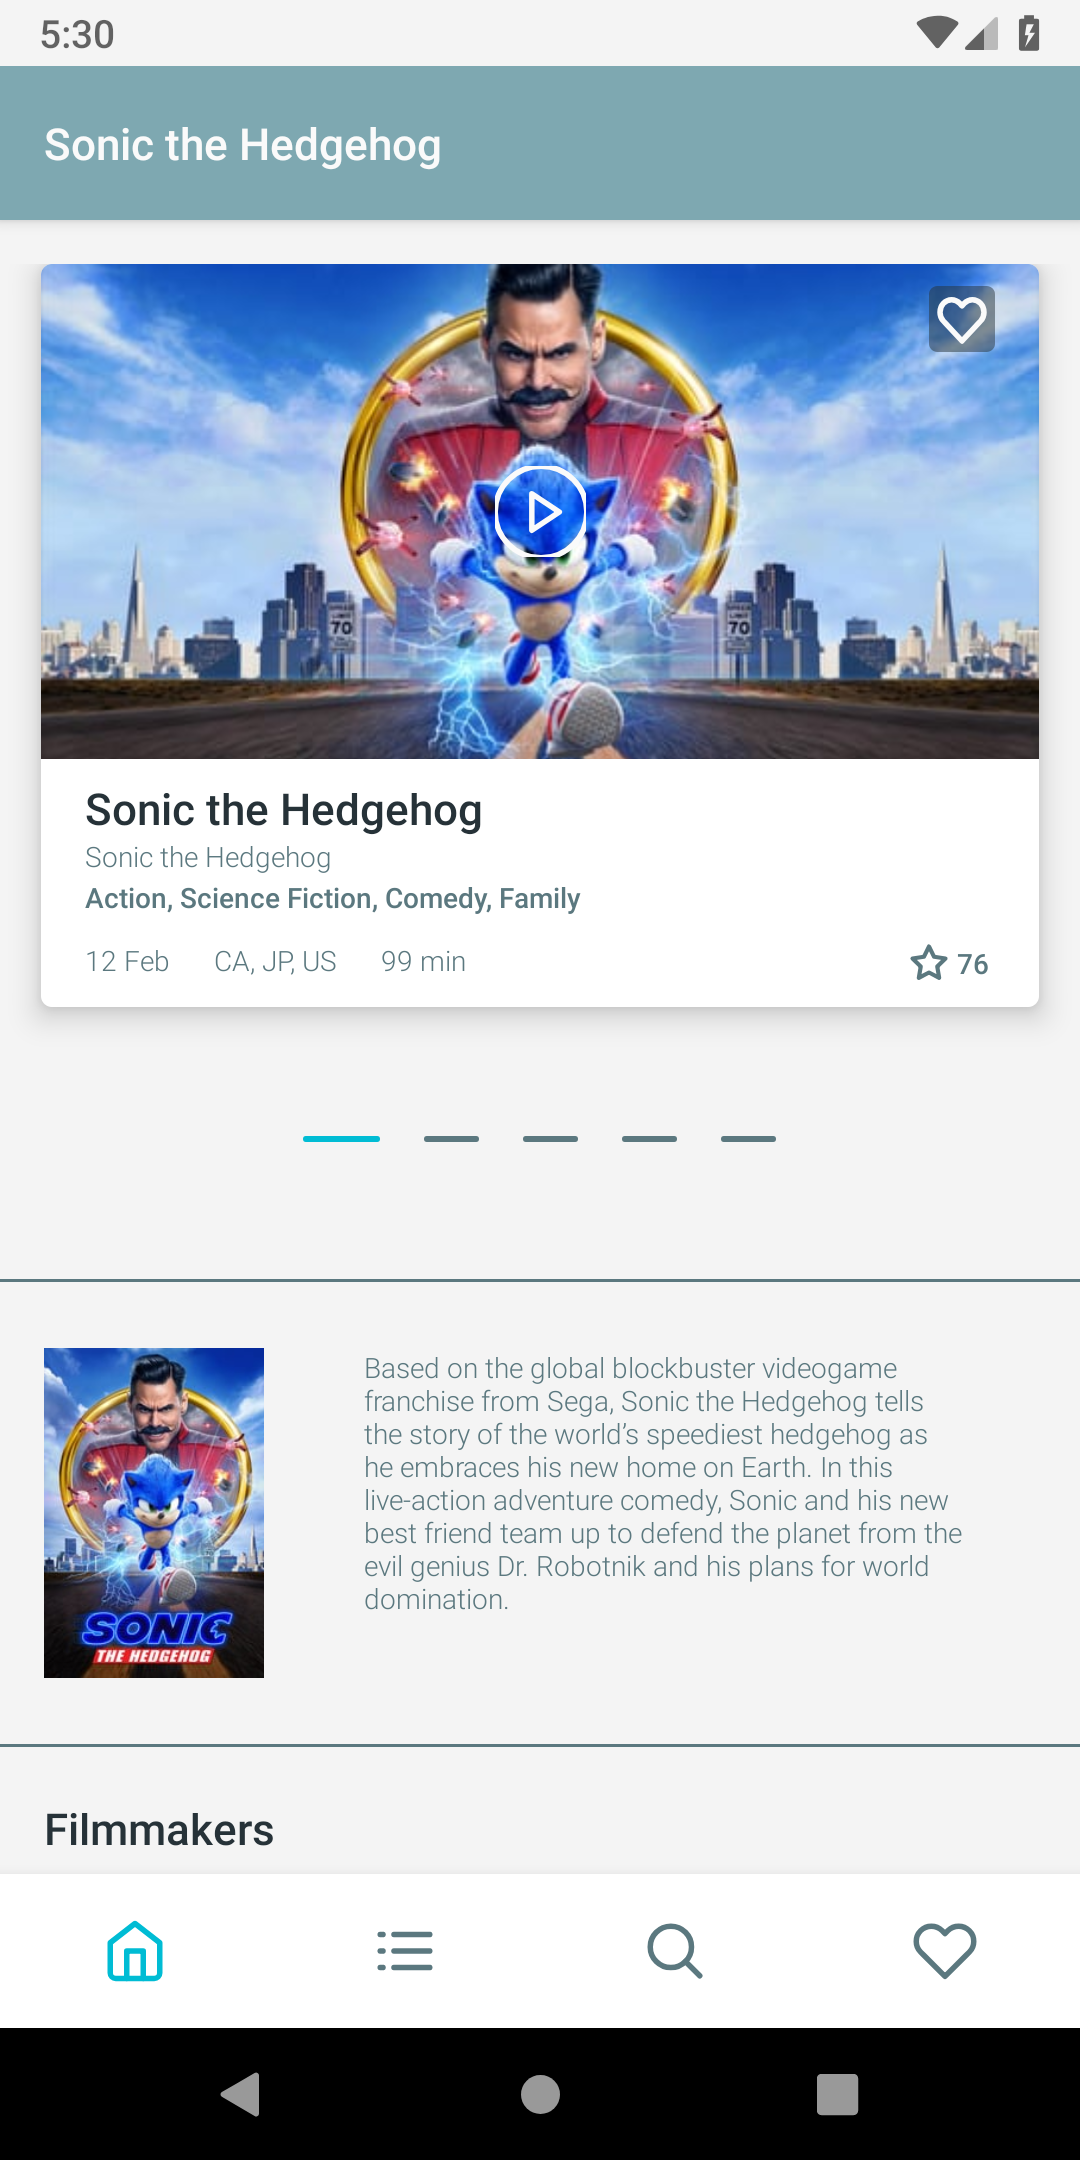 5:30
Sonic the Hedgehog
SPEED
LIMIT
70
SPEED
LIMIT
70
Sonic the Hedgehog
Sonic the Hedgehog
Action, Science Fiction, Comedy, Family
12 Feb CA, JP, US 99 min 76
Based on the global blockbuster videogame
franchise from Sega, Sonic the Hedgehog tells
the story of the world’s speediest hedgehog as
he embraces his new home on Earth. In this
live-action adventure comedy, Sonic and his new
best friend team up to defend the planet from the
evil genius Dr. Robotnik and his plans for world
domination.
SONIC
THE HEDGEHOG
Filmmakers